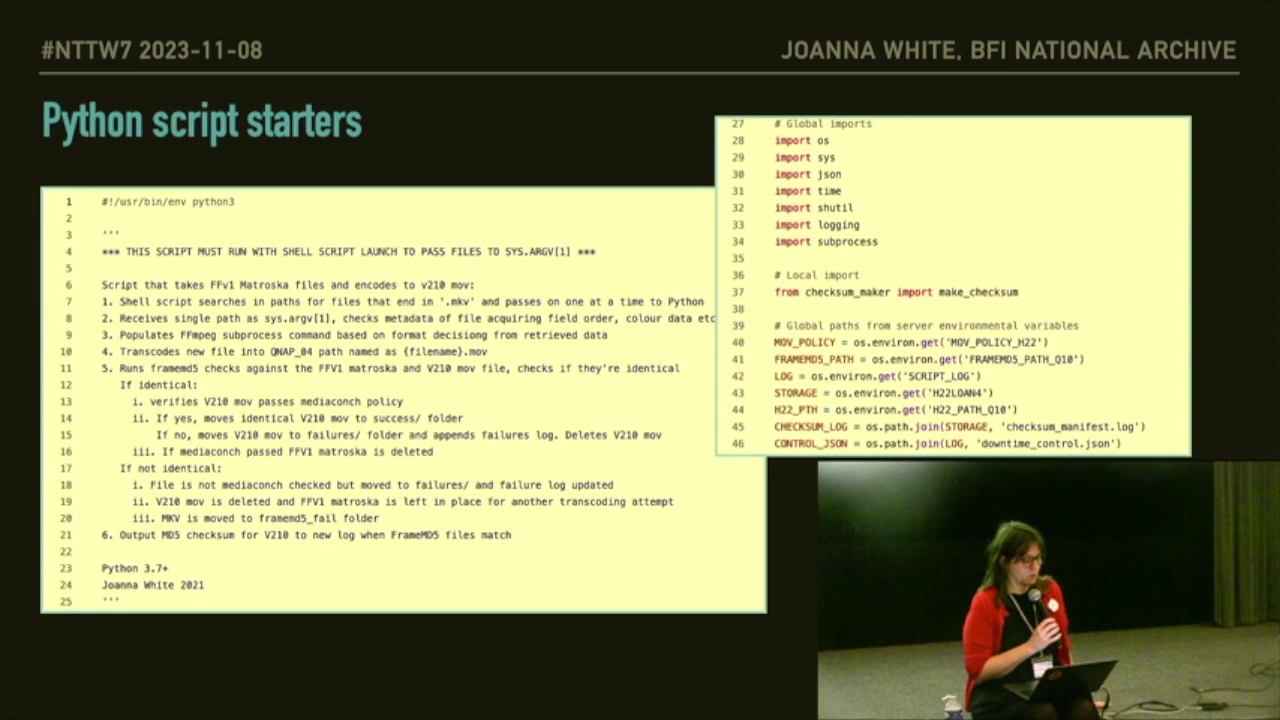 #NTTW7 2023-11-08
JOANNA WHITE, BFI NATIONAL ARCHIVE
Python script starters
1 #!/usr/bin/env python3
2
3 '''
4 *** THIS SCRIPT MUST RUN WITH SHELL SCRIPT LAUNCH TO PASS FILES TO SYS.ARGV[1] ***
5
6 Script that takes FFv1 Matroska files and encodes to v210 mov:
7 1. Shell script searches in paths for files that end in '.mkv' and passes on one at a time to Python
8 2. Receives single path as sys.argv[1], checks metadata of file acquiring field order, colour data etc
9 3. Populates FFmpeg subprocess command based on format decisiong from retrieved data
10 4. Transcodes new file into QNAP_04 path named as {filename}.mov
11 5. Runs framemd5 checks against the FFV1 matroska and V210 mov file, checks if they're identical
12 If identical:
13 i. verifies V210 mov passes mediaconch policy
14 ii. If yes, moves identical V210 mov to success/ folder
15 If no, moves V210 mov to failures/ folder and appends failures log. Deletes V210 mov
16 iii. If mediaconch passed FFV1 matroska is deleted
17 If not identical:
18 i. File is not mediaconch checked but moved to failures/ and failure log updated
19 ii. V210 mov is deleted and FFV1 matroska is left in place for another transcoding attempt
20 iii. MKV is moved to framemd5_fail folder
21 6. Output MD5 checksum for V210 to new log when FrameMD5 files match
22
23 Python 3.7+
24 Joanna White 2021
25 '''
27 # Global imports
28 import os
29 import sys
30 import json
31 import time
32 import shutil
33 import logging
34 import subprocess
35
36 # Local import
37 from checksum_maker import make_checksum
38
39 # Global paths from server environmental variables
40 MOV_POLICY = os.environ.get('MOV_POLICY_H22')
41 FRAMEMD5_PATH = os.environ.get('FRAMEMD5_PATH_Q10')
42 LOG = os.environ.get('SCRIPT_LOG')
43 STORAGE = os.environ.get('H22LOAN4')
44 H22_PTH = os.environ.get('H22_PATH_Q10')
45 CHECKSUM_LOG = os.path.join(STORAGE, 'checksum_manifest.log')
46 CONTROL_JSON = os.path.join(LOG, 'downtime_control.json')